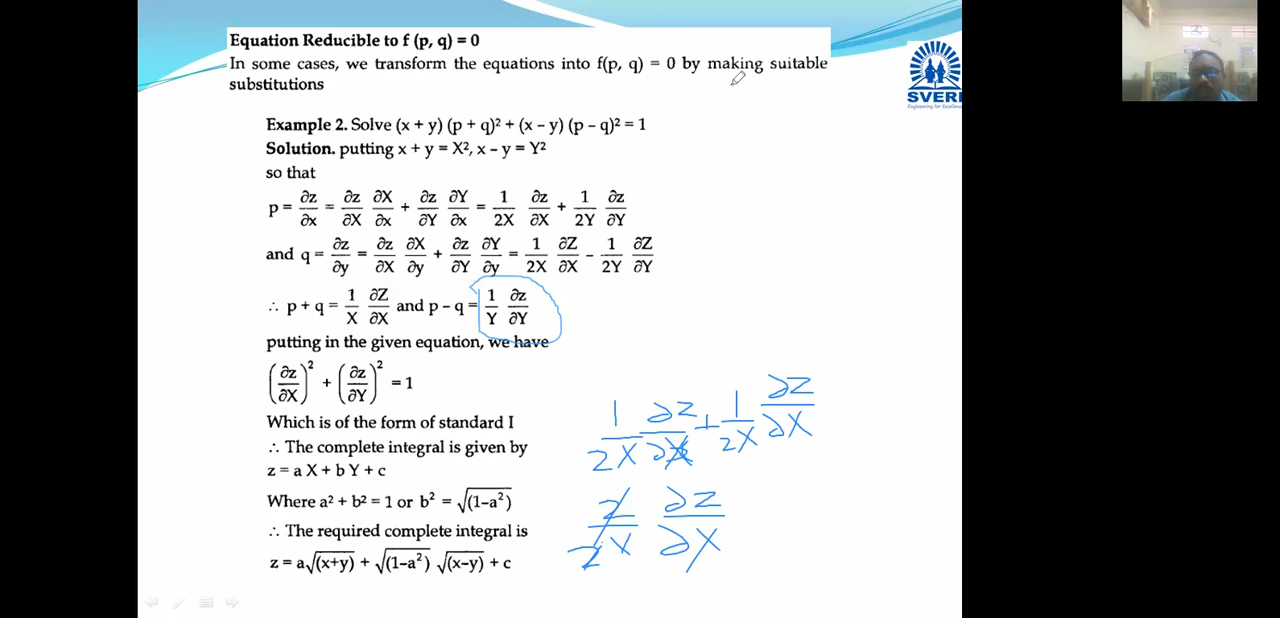 Equation Reducible to f (p, q) = 0
In some cases, we transform the equations into f(p, q) = 0 by making suitable
substitutions
SVERI
Engineering for Excellence
Example 2. Solve (x + y) (p + q)² + (x – y) (p – q)² = 1
Solution. putting x + y = X², x – y = Y²
so that
p = ∂z/∂x = ∂z/∂X ∂X/∂x + ∂z/∂Y ∂Y/∂x = 1/2X ∂z/∂X + 1/2Y ∂z/∂Y
and q = ∂z/∂y = ∂z/∂X ∂X/∂y + ∂z/∂Y ∂Y/∂y = 1/2X ∂Z/∂X – 1/2Y ∂Z/∂Y
∴ p + q = 1/X ∂Z/∂X and p – q = 1/Y ∂z/∂Y
putting in the given equation, we have
(∂z/∂X)² + (∂z/∂Y)² = 1
Which is of the form of standard I
∴ The complete integral is given by
z = a X + b Y + c
Where a² + b² = 1 or b² = √(1–a²)
∴ The required complete integral is
z = a√(x+y) + √(1–a²) √(x–y) + c
1/2X ∂z/∂X + 1/2X ∂z/∂X
2/2X ∂z/∂X